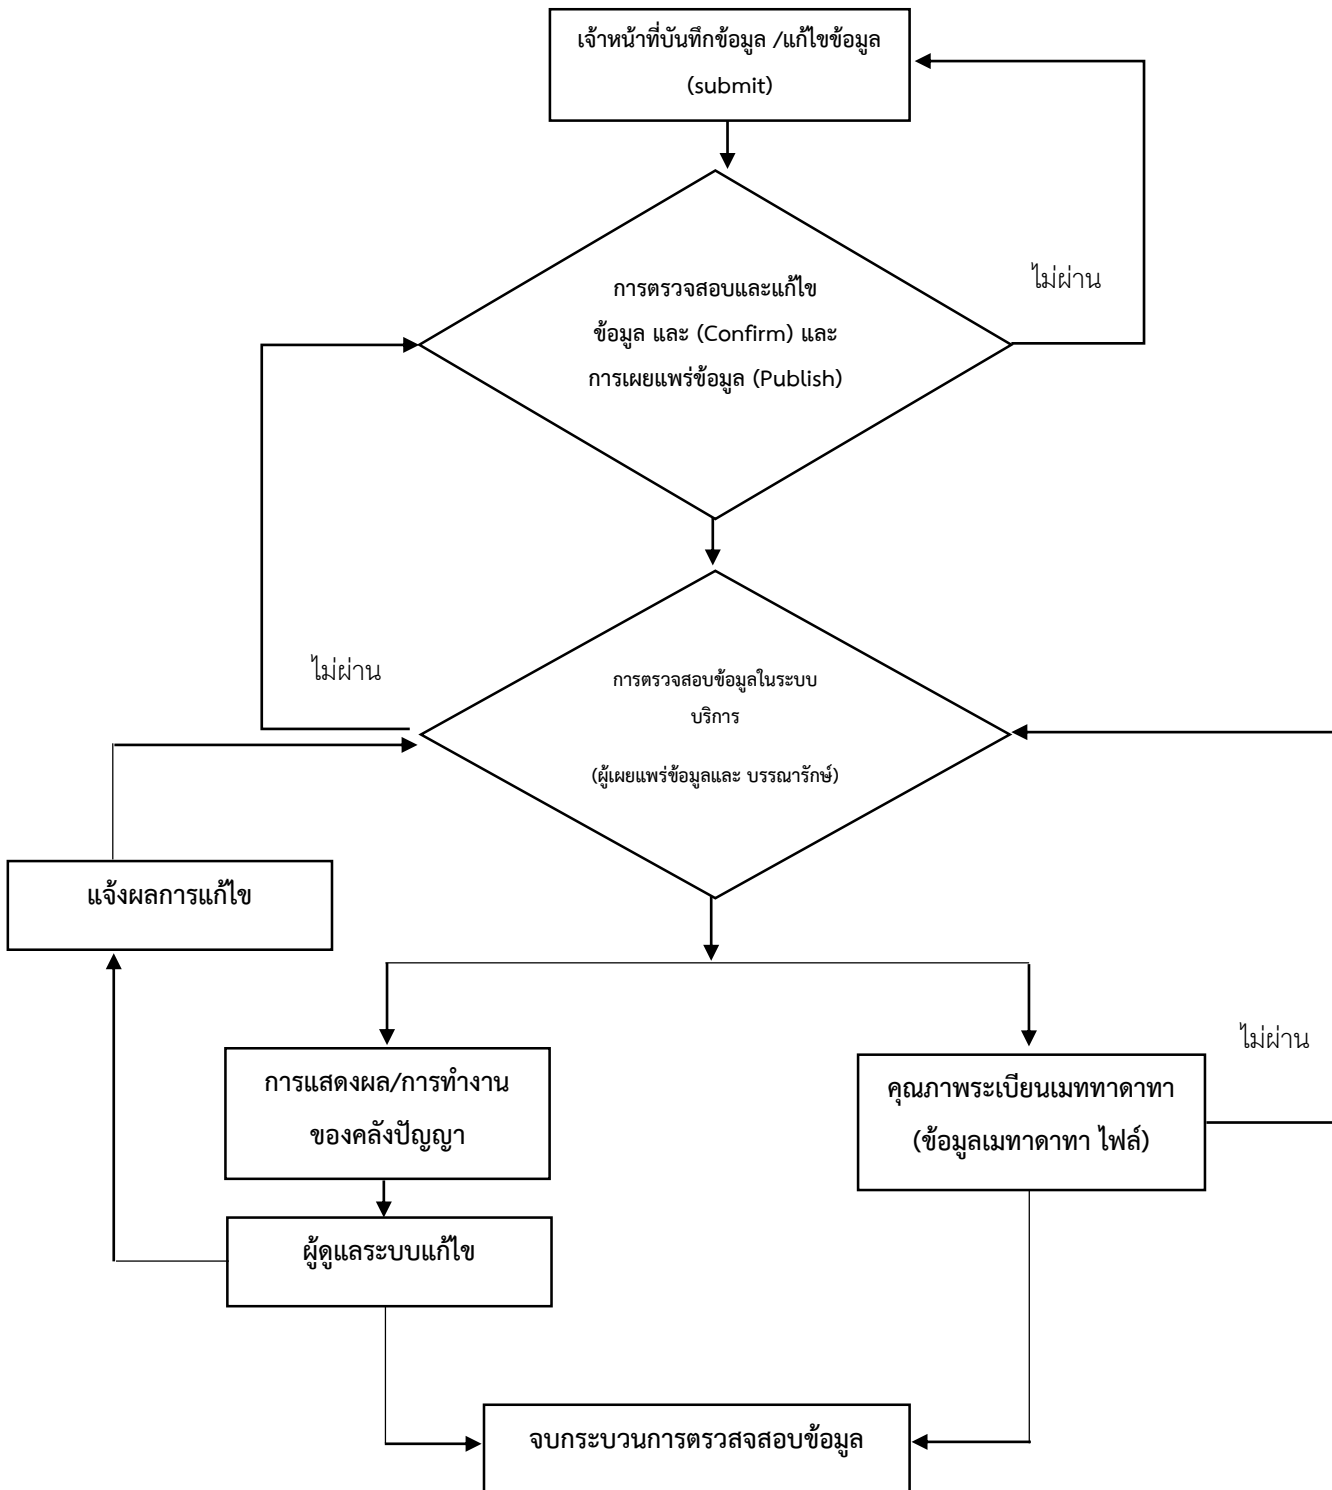 เจ้าหน้าที่บันทึกข้อมูล /แก้ไขข้อมูล
(submit)
ไม่ผ่าน
การตรวจสอบและแก้ไข
ข้อมูล และ (Confirm) และ
การเผยแพร่ข้อมูล (Publish)
ไม่ผ่าน
การตรวจสอบข้อมูลในระบบ
บริการ
(ผู้เผยแพร่ข้อมูลและ บรรณารักษ์)
แจ้งผลการแก้ไข
ไม่ผ่าน
การแสดงผล/การทำงาน
ของคลังปัญญา
คุณภาพระเบียนเมททาดาทา
(ข้อมูลเมทาดาทา ไฟล์)
ผู้ดูแลระบบแก้ไข
จบกระบวนการตรวสจสอบข้อมูล